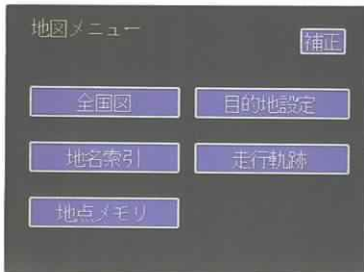 地図メニュー
補正
全国図
目的地設定
地名索引
走行軌跡
地点メモリ